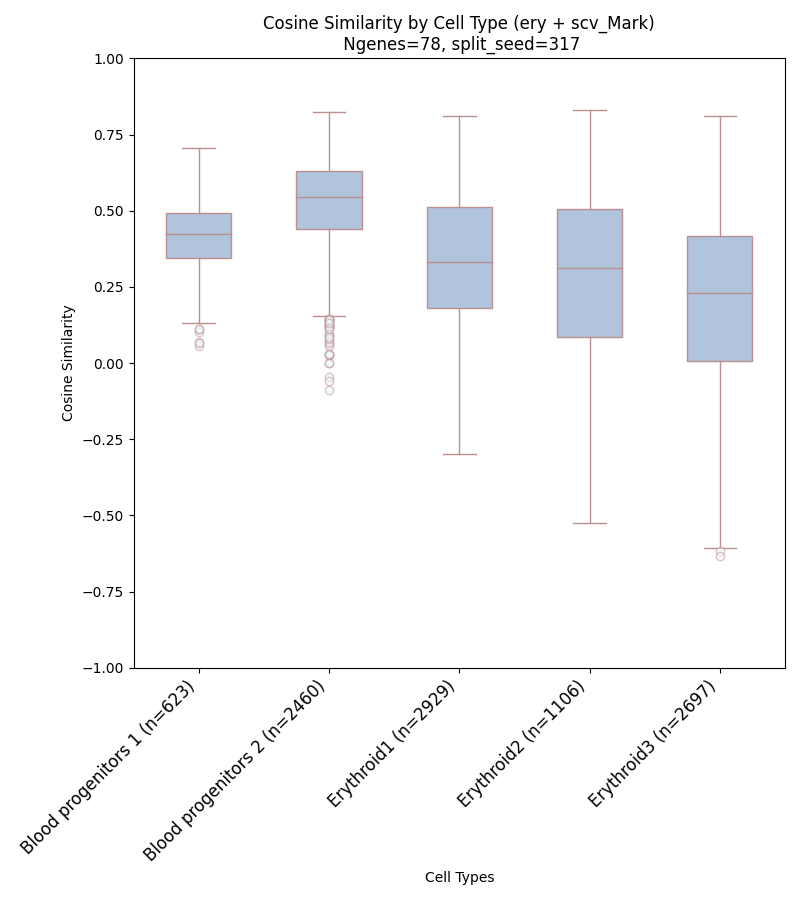 Cosine Similarity by Cell Type (ery + scv_Mark)
Ngenes=78, split_seed=317
1.00
0.75
0.50
0.25
0.00
−0.25
−0.50
−0.75
−1.00
Cosine Similarity
Blood progenitors 1 (n=623)
Blood progenitors 2 (n=2460)
Erythroid1 (n=2929)
Erythroid2 (n=1106)
Erythroid3 (n=2697)
Cell Types